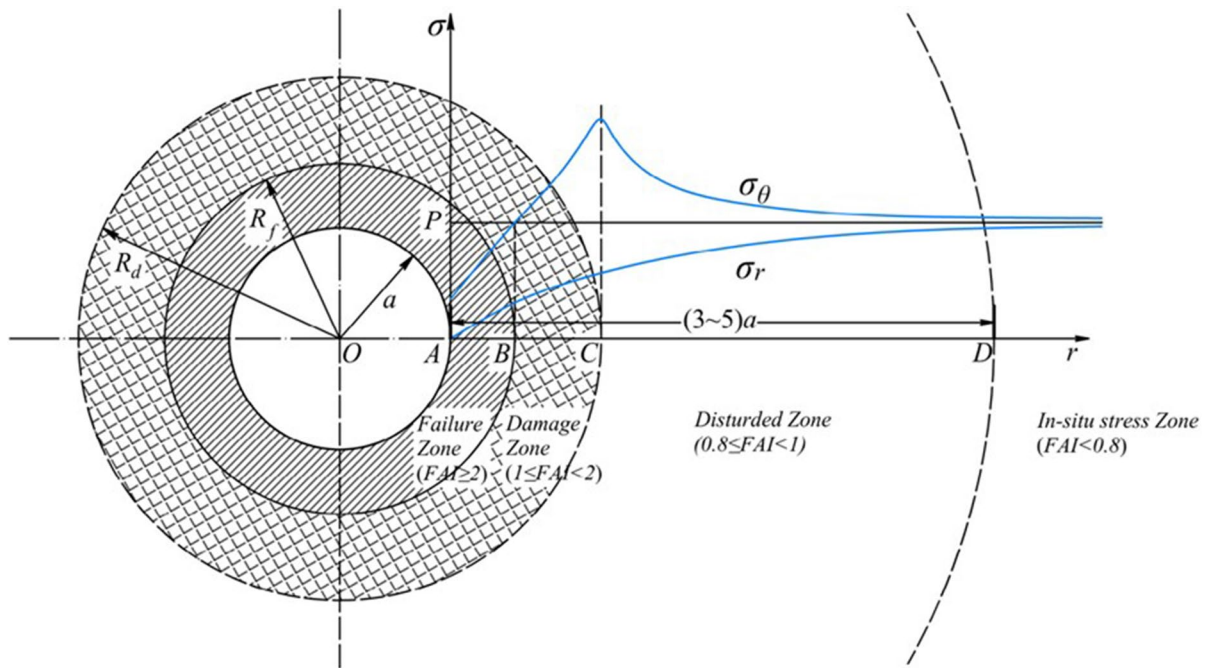 σ
P
R_f
R_d
a
σ_θ
σ_r
(3~5)a
O
A
B
C
D
r
Failure
Zone
(FAI≥2)
Damage
Zone
(1≤FAI<2)
Disturded Zone
(0.8≤FAI<1)
In-situ stress Zone
(FAI<0.8)